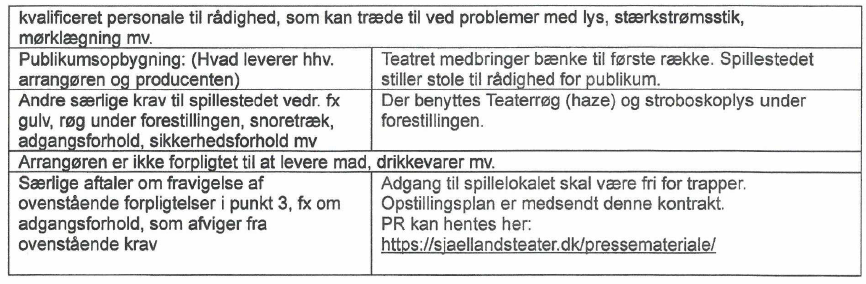 kvalificeret personale til rådighed, som kan træde til ved problemer med lys, stærkstrømsstik,
mørklægning mv.
Publikumsopbygning: (Hvad leverer hhv.
arrangøren og producenten)
Teatret medbringer bænke til første række. Spillestedet
stiller stole til rådighed for publikum.
Andre særlige krav til spillestedet vedr. fx
gulv, røg under forestillingen, snoretræk,
adgangsforhold, sikkerhedsforhold mv
Der benyttes Teaterrøg (haze) og stroboskoplys under
forestillingen.
Arrangøren er ikke forpligtet til at levere mad, drikkevarer mv.
Særlige aftaler om fravigelse af
ovenstående forpligtelser i punkt 3, fx om
adgangsforhold, som afviger fra
ovenstående krav
Adgang til spillelokalet skal være fri for trapper.
Opstillingsplan er medsendt denne kontrakt.
PR kan hentes her:
https://sjaellandsteater.dk/pressemateriale/